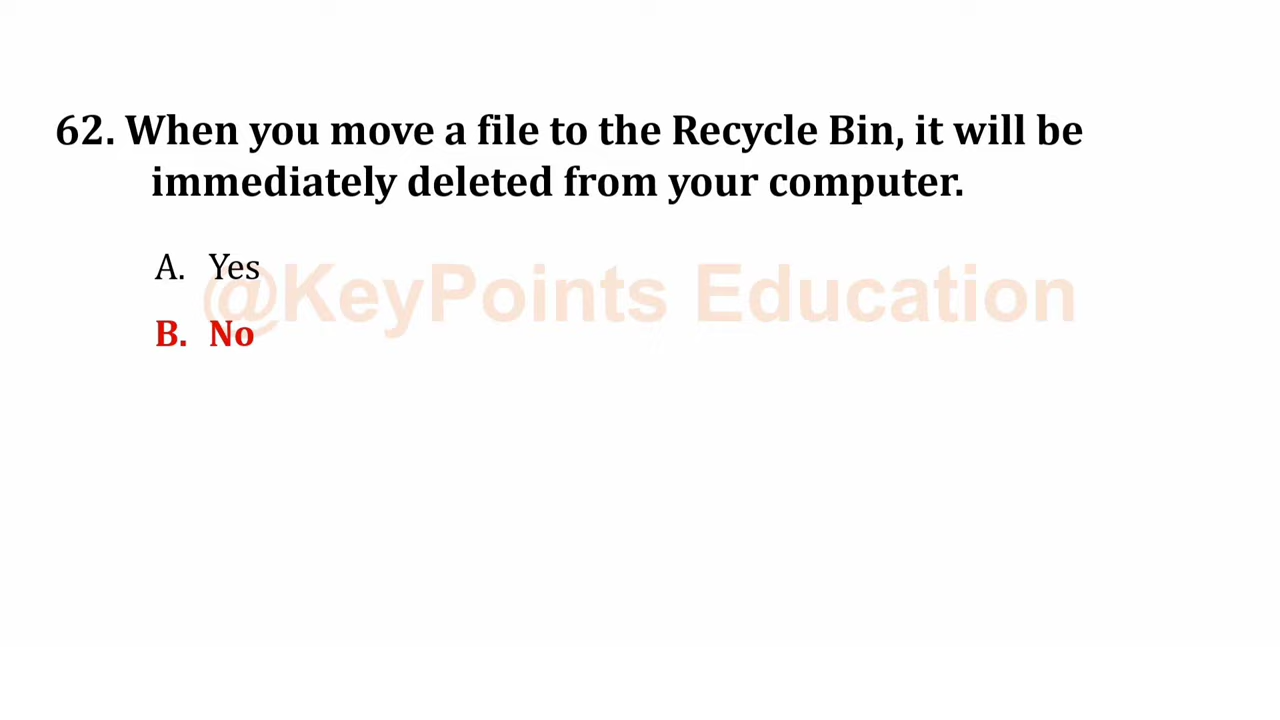 62. When you move a file to the Recycle Bin, it will be
immediately deleted from your computer.
A. Yes
@KeyPoints Education
B. No